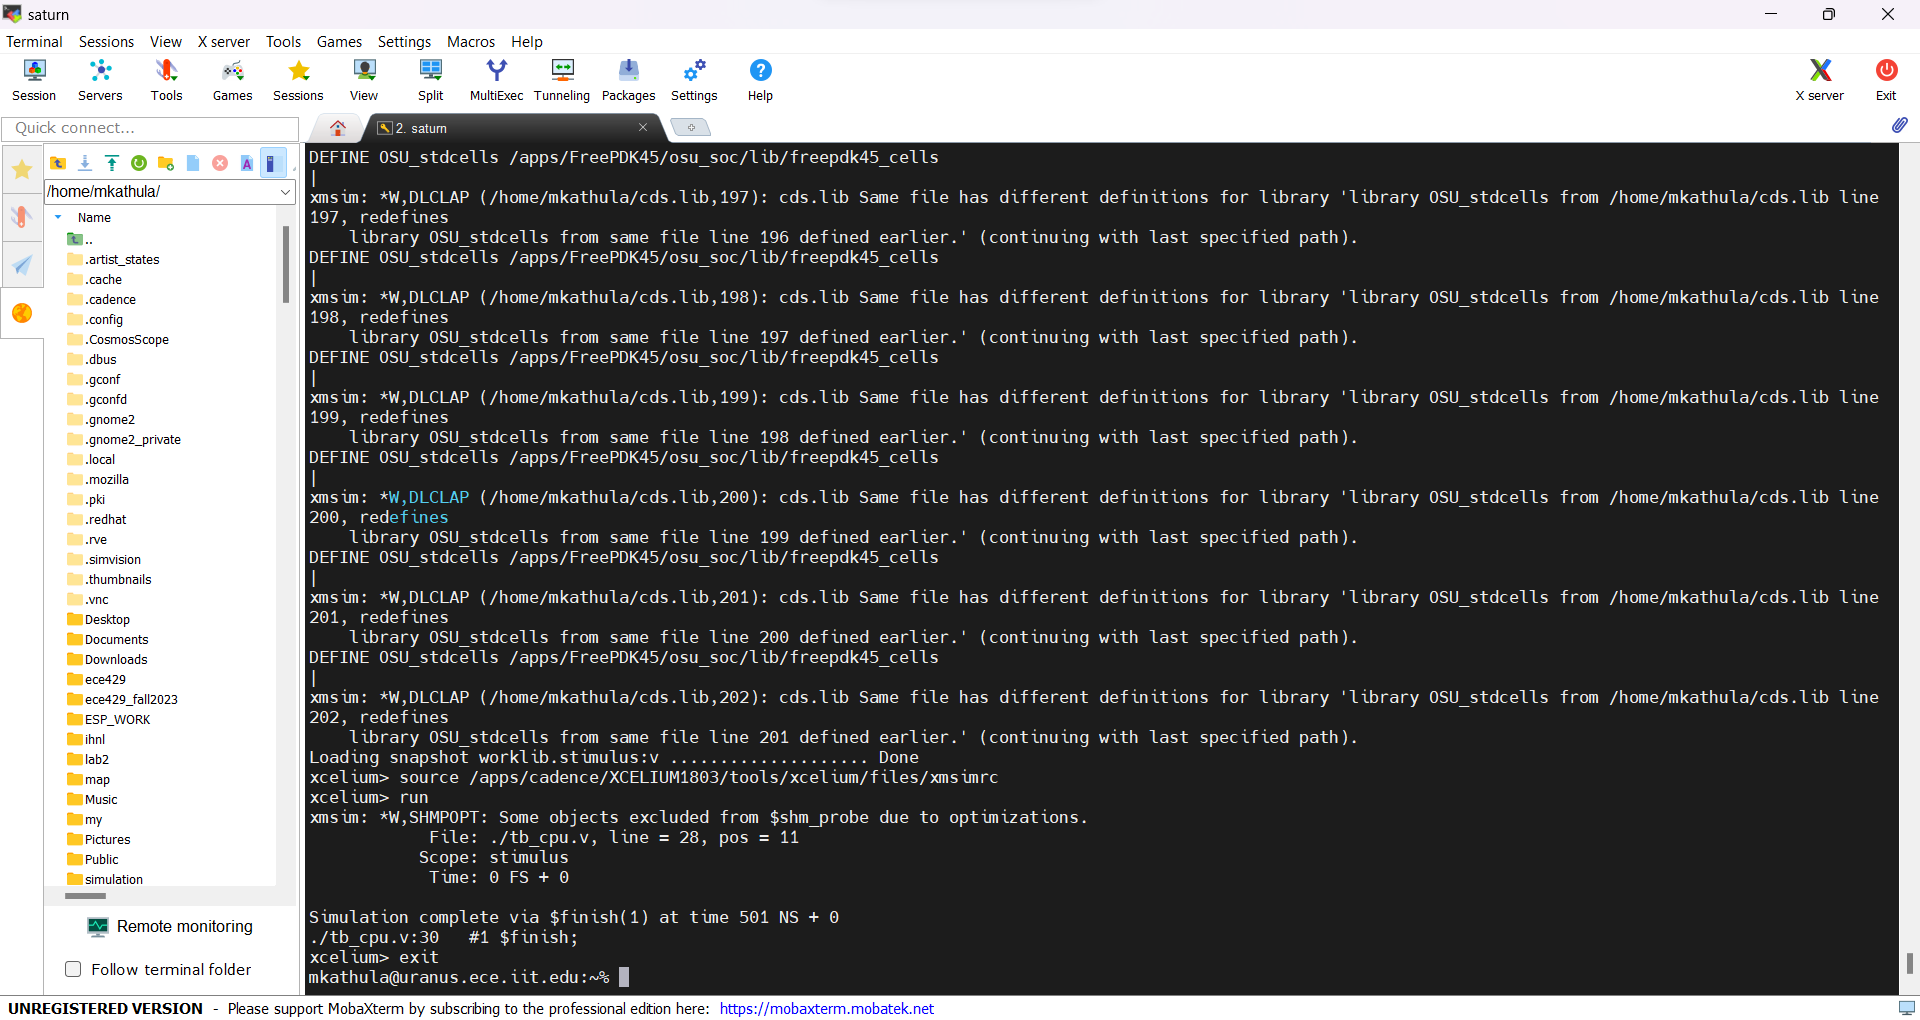 saturn
Terminal Sessions View X server Tools Games Settings Macros Help
Session Servers Tools Games Sessions View Split MultiExec Tunneling Packages Settings Help X server Exit
Quick connect...
2. saturn
/home/mkathula/
Name
..
.artist_states
.cache
.cadence
.config
.CosmosScope
.dbus
.gconf
.gconfd
.gnome2
.gnome2_private
.local
.mozilla
.pki
.redhat
.rve
.simvision
.thumbnails
.vnc
Desktop
Documents
Downloads
ece429
ece429_fall2023
ESP_WORK
ihnl
lab2
map
Music
my
Pictures
Public
simulation
Remote monitoring
Follow terminal folder
DEFINE OSU_stdcells /apps/FreePDK45/osu_soc/lib/freepdk45_cells
|
xmsim: *W,DLCLAP (/home/mkathula/cds.lib,197): cds.lib Same file has different definitions for library 'library OSU_stdcells from /home/mkathula/cds.lib line
197, redefines
library OSU_stdcells from same file line 196 defined earlier.' (continuing with last specified path).
DEFINE OSU_stdcells /apps/FreePDK45/osu_soc/lib/freepdk45_cells
|
xmsim: *W,DLCLAP (/home/mkathula/cds.lib,198): cds.lib Same file has different definitions for library 'library OSU_stdcells from /home/mkathula/cds.lib line
198, redefines
library OSU_stdcells from same file line 197 defined earlier.' (continuing with last specified path).
DEFINE OSU_stdcells /apps/FreePDK45/osu_soc/lib/freepdk45_cells
|
xmsim: *W,DLCLAP (/home/mkathula/cds.lib,199): cds.lib Same file has different definitions for library 'library OSU_stdcells from /home/mkathula/cds.lib line
199, redefines
library OSU_stdcells from same file line 198 defined earlier.' (continuing with last specified path).
DEFINE OSU_stdcells /apps/FreePDK45/osu_soc/lib/freepdk45_cells
|
xmsim: *W,DLCLAP (/home/mkathula/cds.lib,200): cds.lib Same file has different definitions for library 'library OSU_stdcells from /home/mkathula/cds.lib line
200, redefines
library OSU_stdcells from same file line 199 defined earlier.' (continuing with last specified path).
DEFINE OSU_stdcells /apps/FreePDK45/osu_soc/lib/freepdk45_cells
|
xmsim: *W,DLCLAP (/home/mkathula/cds.lib,201): cds.lib Same file has different definitions for library 'library OSU_stdcells from /home/mkathula/cds.lib line
201, redefines
library OSU_stdcells from same file line 200 defined earlier.' (continuing with last specified path).
DEFINE OSU_stdcells /apps/FreePDK45/osu_soc/lib/freepdk45_cells
|
xmsim: *W,DLCLAP (/home/mkathula/cds.lib,202): cds.lib Same file has different definitions for library 'library OSU_stdcells from /home/mkathula/cds.lib line
202, redefines
library OSU_stdcells from same file line 201 defined earlier.' (continuing with last specified path).
Loading snapshot worklib.stimulus:v .................... Done
xcelium> source /apps/cadence/XCELIUM1803/tools/xcelium/files/xmsimrc
xcelium> run
xmsim: *W,SHMPOPT: Some objects excluded from $shm_probe due to optimizations.
File: ./tb_cpu.v, line = 28, pos = 11
Scope: stimulus
Time: 0 FS + 0
Simulation complete via $finish(1) at time 501 NS + 0
./tb_cpu.v:30 #1 $finish;
xcelium> exit
mkathula@uranus.ece.iit.edu:~%
UNREGISTERED VERSION - Please support MobaXterm by subscribing to the professional edition here: https://mobaxterm.mobatek.net